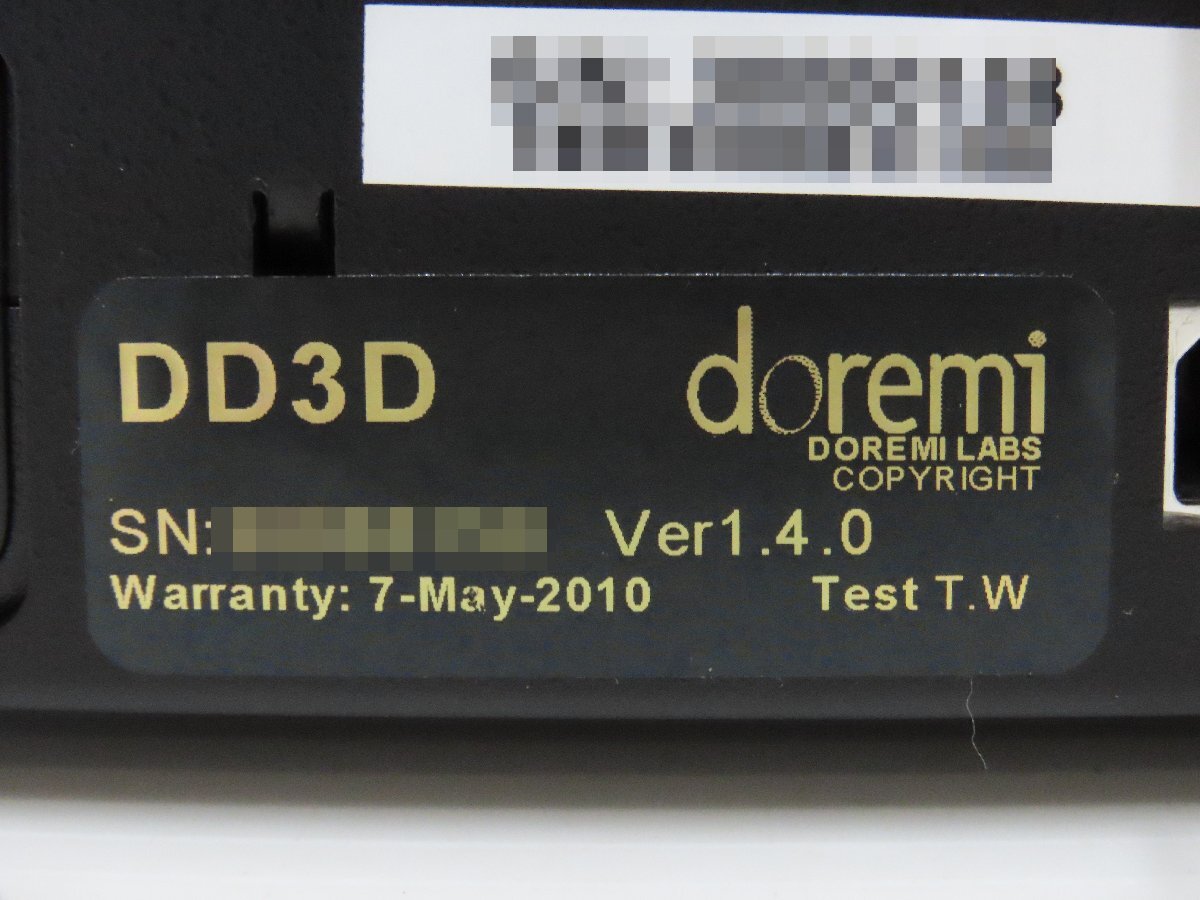 DD3D
doremi
DOREMI LABS
COPYRIGHT
SN: Ver1.4.0
Warranty: 7-May-2010 Test T.W